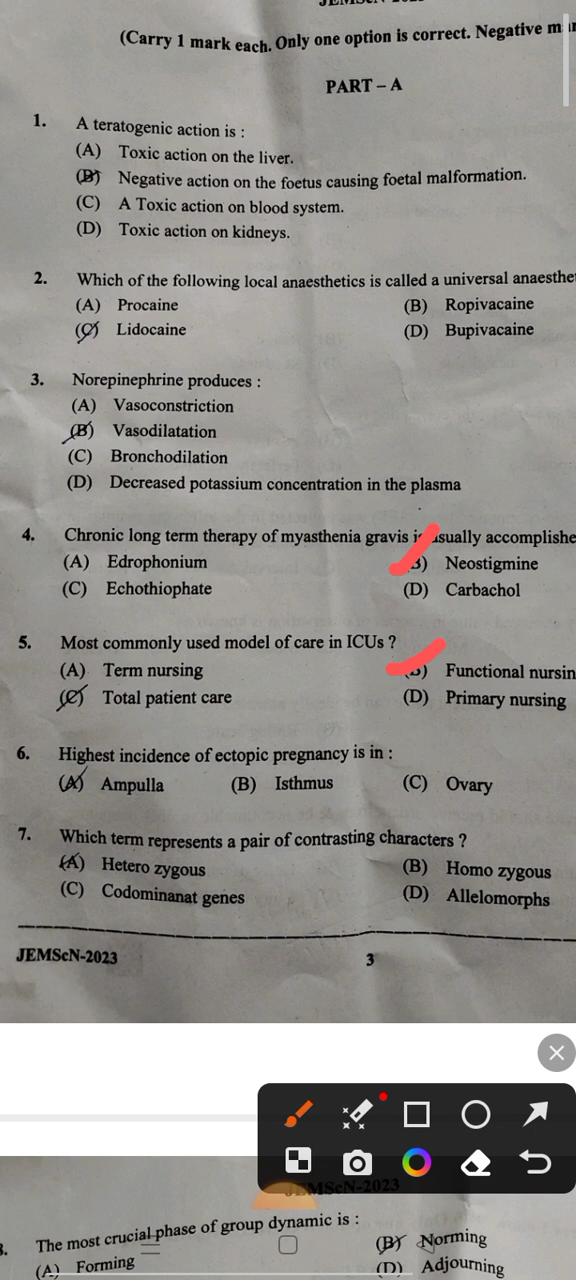 (Carry 1 mark each. Only one option is correct. Negative
PART – A
1. A teratogenic action is :
(A) Toxic action on the liver.
(B) Negative action on the foetus causing foetal malformation.
(C) A Toxic action on blood system.
(D) Toxic action on kidneys.
2. Which of the following local anaesthetics is called a universal
(A) Procaine (B) Ropivacaine
(C) Lidocaine (D) Bupivacaine
3. Norepinephrine produces :
(A) Vasoconstriction
(B) Vasodilatation
(C) Bronchodilation
(D) Decreased potassium concentration in the plasma
4. Chronic long term therapy of myasthenia gravis
(A) Edrophonium (B) Neostigmine
(C) Echothiophate (D) Carbachol
5. Most commonly used model of care in ICUs ?
(A) Term nursing (B) Functional
(C) Total patient care (D) Primary nursing
6. Highest incidence of ectopic pregnancy is in :
(A) Ampulla (B) Isthmus (C) Ovary
7. Which term represents a pair of contrasting characters ?
(A) Hetero zygous (B) Homo zygous
(C) Codominanat genes (D) Allelomorphs
JEMScN-2023 3
JEMScN-2023
The most crucial phase of group dynamic is :
(B) Norming
(A) Forming (D) Adjourning